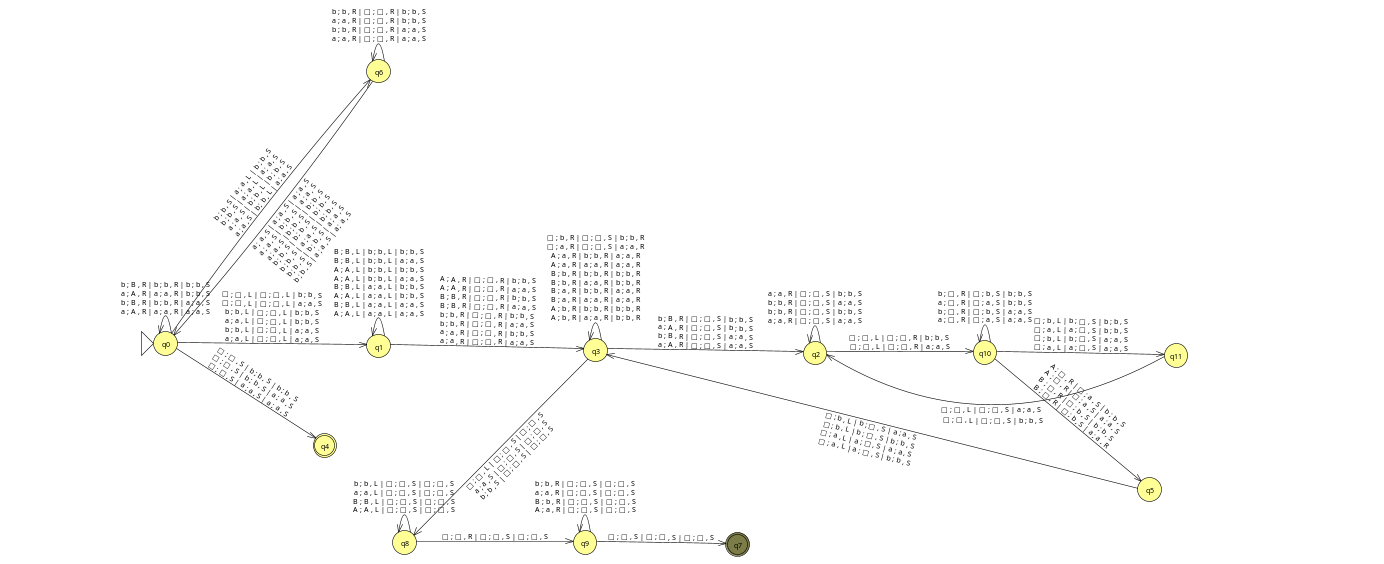 b;b,R|□;□,R|b;b,S
a;a,R|□;□,R|b;b,S
b;b,R|□;□,R|a;a,S
a;a,R|□;□,R|a;a,S
q6
b;b,S|a;a,L|b;b,S
b;b,S|a;a,L|a;a,S
a;a,S|b;b,L|b;b,S
a;a,S|b;b,L|a;a,S
b;B,R|b;b,R|b;b,S
a;A,R|a;a,R|b;b,S
b;B,R|b;b,R|a;a,S
a;A,R|a;a,R|a;a,S
q0
□;□,L|□;□,L|b;b,S
□;□,L|□;□,L|a;a,S
b;b,L|□;□,L|b;b,S
a;a,L|□;□,L|b;b,S
b;b,L|□;□,L|a;a,S
a;a,L|□;□,L|a;a,S
B;B,L|b;b,L|b;b,S
B;B,L|b;b,L|a;a,S
A;A,L|b;b,L|b;b,S
A;A,L|b;b,L|a;a,S
B;B,L|a;a,L|b;b,S
A;A,L|a;a,L|b;b,S
B;B,L|a;a,L|a;a,S
A;A,L|a;a,L|a;a,S
q1
A;A,R|□;□,R|b;b,S
A;A,R|□;□,R|a;a,S
B;B,R|□;□,R|b;b,S
B;B,R|□;□,R|a;a,S
b;b,R|□;□,R|b;b,S
b;b,R|□;□,R|a;a,S
a;a,R|□;□,R|b;b,S
a;a,R|□;□,R|a;a,S
□;b,R|□;□,S|b;b,R
□;a,R|□;□,S|a;a,R
A;a,R|b;b,R|a;a,R
A;a,R|a;a,R|a;a,R
B;b,R|b;b,R|b;b,R
B;b,R|a;a,R|b;b,R
B;a,R|b;b,R|a;a,R
B;a,R|a;a,R|a;a,R
A;b,R|b;b,R|b;b,R
A;b,R|a;a,R|b;b,R
q3
b;B,R|□;□,S|b;b,S
a;A,R|□;□,S|b;b,S
b;B,R|□;□,S|a;a,S
a;A,R|□;□,S|a;a,S
a;a,R|□;□,S|b;b,S
b;b,R|□;□,S|b;b,S
b;b,R|□;□,S|a;a,S
a;a,R|□;□,S|a;a,S
q2
□;□,L|□;□,R|b;b,S
□;□,L|□;□,R|a;a,S
b;□,R|□;b,S|b;b,S
a;□,R|□;a,S|b;b,S
b;□,R|□;b,S|a;a,S
a;□,R|□;a,S|a;a,S
q10
□;b,L|b;□,S|b;b,S
□;a,L|a;□,S|b;b,S
□;b,L|b;□,S|a;a,S
□;a,L|a;□,S|a;a,S
q11
□;□,L|□;□,S|a;a,S
□;□,L|□;□,S|b;b,S
q5
□;b,L|b;□,S|a;a,S
□;b,L|b;□,S|b;b,S
□;a,L|a;□,S|a;a,S
□;a,L|a;□,S|b;b,S
□;□,S|b;b,S|b;b,S
□;□,S|b;b,S|a;a,S
□;□,S|a;a,S|a;a,S
q4
□;□,L|□;□,S|□;□,S
a;a,S|□;□,S|□;□,S
b;b,S|□;□,S|□;□,S
b;b,L|□;□,S|□;□,S
a;a,L|□;□,S|□;□,S
B;B,L|□;□,S|□;□,S
A;A,L|□;□,S|□;□,S
q8
□;□,R|□;□,S|□;□,S
b;b,R|□;□,S|□;□,S
a;a,R|□;□,S|□;□,S
B;b,R|□;□,S|□;□,S
A;a,R|□;□,S|□;□,S
q9
□;□,S|□;□,S|□;□,S
q7